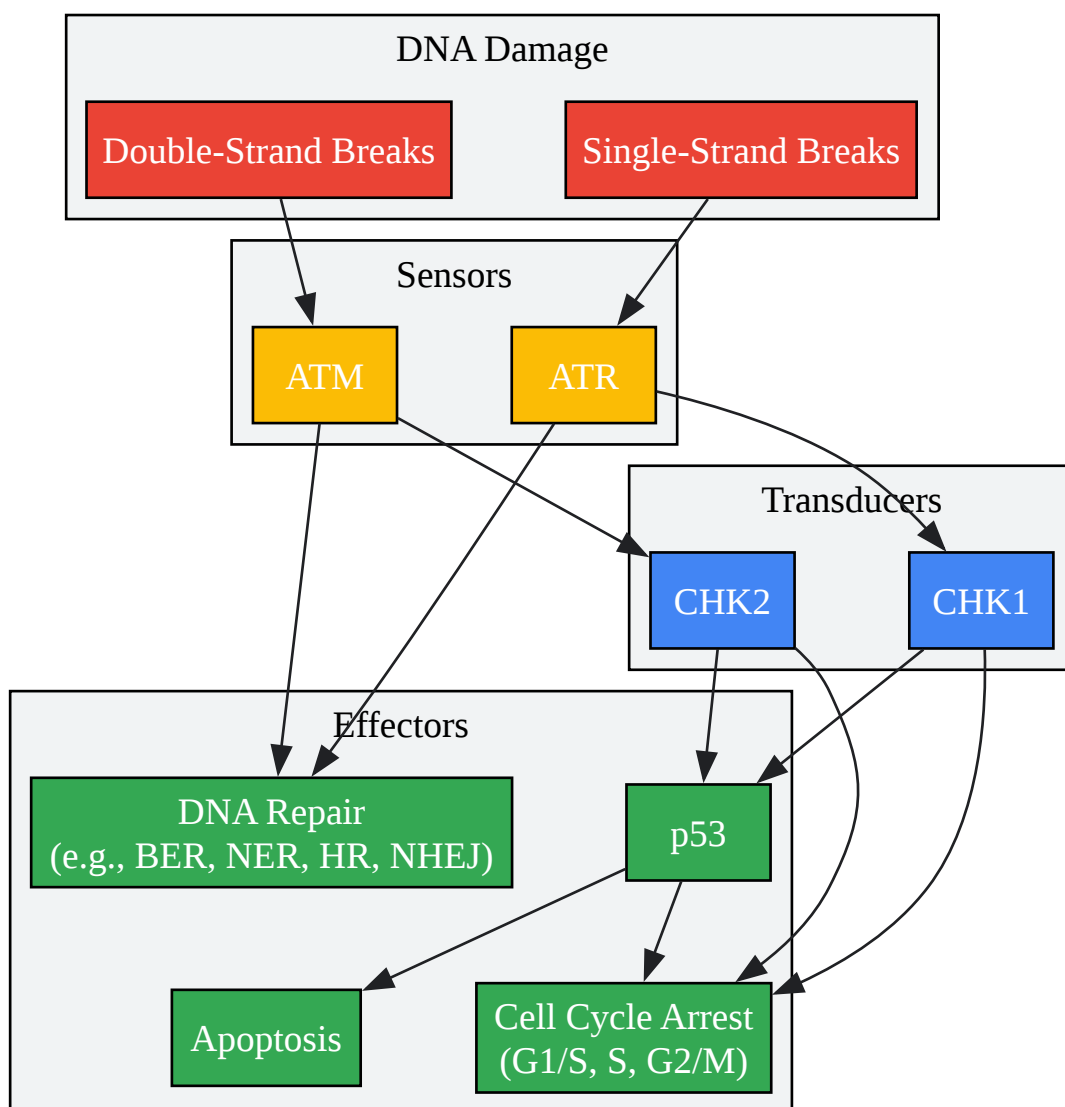 DNA Damage
Double-Strand Breaks
Single-Strand Breaks
Sensors
ATM
ATR
Transducers
CHK2
CHK1
Effectors
DNA Repair
(e.g., BER, NER, HR, NHEJ)
p53
Apoptosis
Cell Cycle Arrest
(G1/S, S, G2/M)